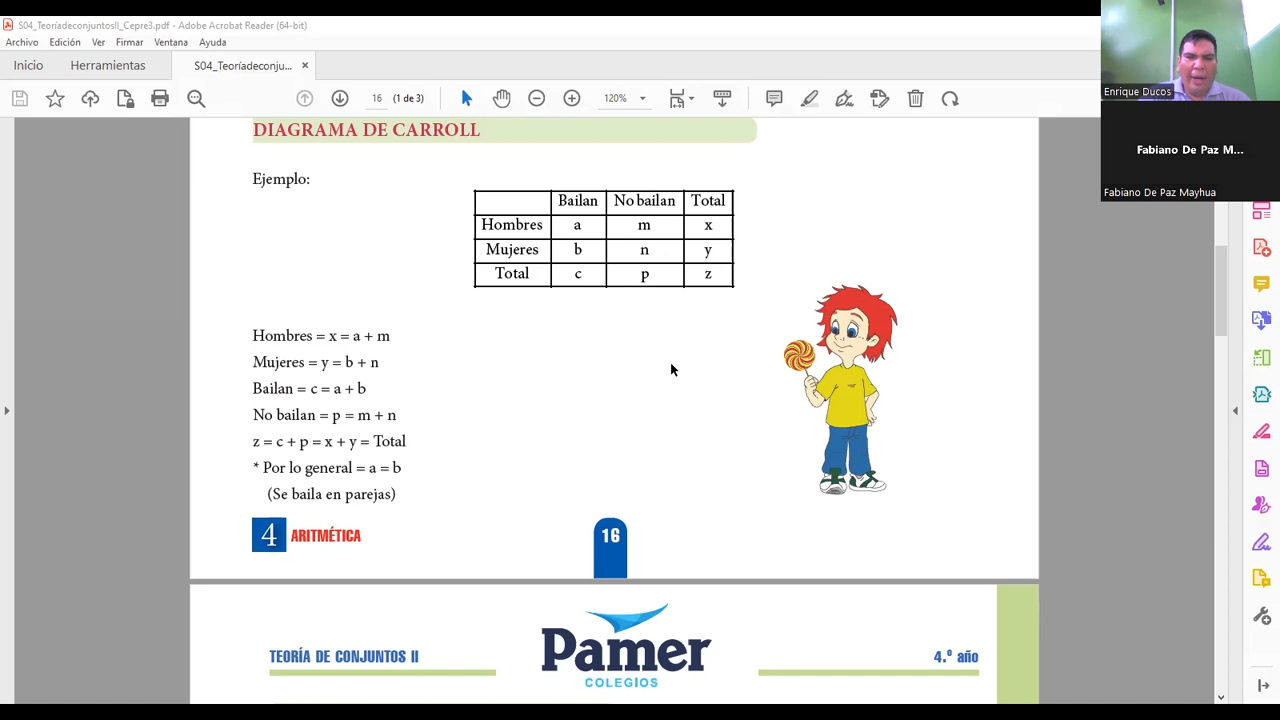 S04_TeoríadeconjuntosII_Cepre3.pdf - Adobe Acrobat Reader (64-bit)
Archivo Edición Ver Firmar Ventana Ayuda
Inicio Herramientas S04_Teoríadeconju... ×
16 (1 de 3) 120%
Enrique Ducos
Fabiano De Paz M...
Fabiano De Paz Mayhua
DIAGRAMA DE CARROLL
Ejemplo:
Bailan No bailan Total
Hombres a m x
Mujeres b n y
Total c p z
Hombres = x = a + m
Mujeres = y = b + n
Bailan = c = a + b
No bailan = p = m + n
z = c + p = x + y = Total
* Por lo general = a = b
(Se baila en parejas)
4 ARITMÉTICA 16
TEORÍA DE CONJUNTOS II
Pamer
COLEGIOS
4.º año